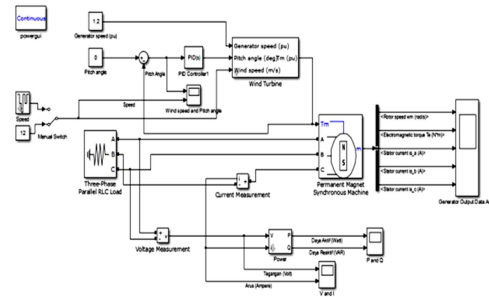 Continuous
powergui
1.2
Generator speed (pu)
Generator speed (pu)
Pitch angle (deg)
Tm (pu)
Wind speed (m/s)
Wind Turbine
0
Pitch angle
Pitch Angle
PID(s)
PID Controller1
Speed
Wind speed and Pitch angle
Speed
12
Manual Switch
A
B
C
Three-Phase
Parallel RLC Load
Current Measurement
Tm
A
B
C
N
S
m
Permanent Magnet
Synchronous Machine
<Rotor speed wm (rad/s)>
<Electromagnetic torque Te (N*m)>
<Stator current is_a (A)>
<Stator current is_b (A)>
<Stator current is_c (A)>
Generator Output Data A
Voltage Measurement
V
I
P
Q
Power
Daya Aktif (Watt)
Daya Reaktif (VAR)
P and Q
Tegangan (Volt)
Arus (Ampere)
V and I